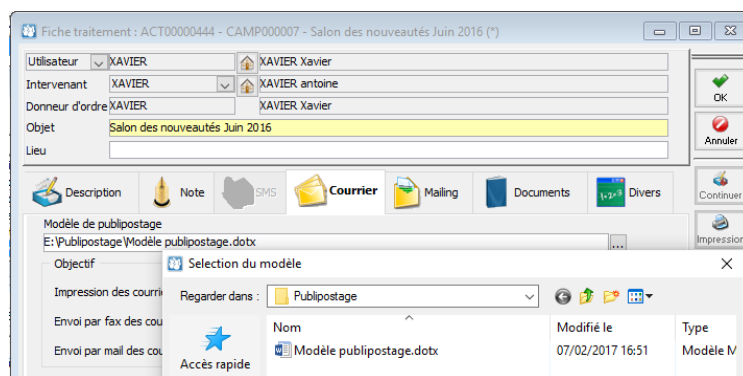 Fiche traitement : ACT00000444 - CAMP000007 - Salon des nouveautés Juin 2016 (*)
Utilisateur XAVIER XAVIER Xavier
Intervenant XAVIER XAVIER antoine
Donneur d'ordre XAVIER XAVIER Xavier
Objet Salon des nouveautés Juin 2016
Lieu
OK
Annuler
Continuer
Impression
Description Note SMS Courrier Mailing Documents 1+2=3 Divers
Modèle de publipostage
E:\Publipostage\Modèle publipostage.dotx ...
Objectif
Impression des courri
Envoi par fax des cou
Envoi par mail des cou
Selection du modèle
Regarder dans : Publipostage
Nom Modifié le Type
Modèle publipostage.dotx 07/02/2017 16:51 Modèle M
Accès rapide